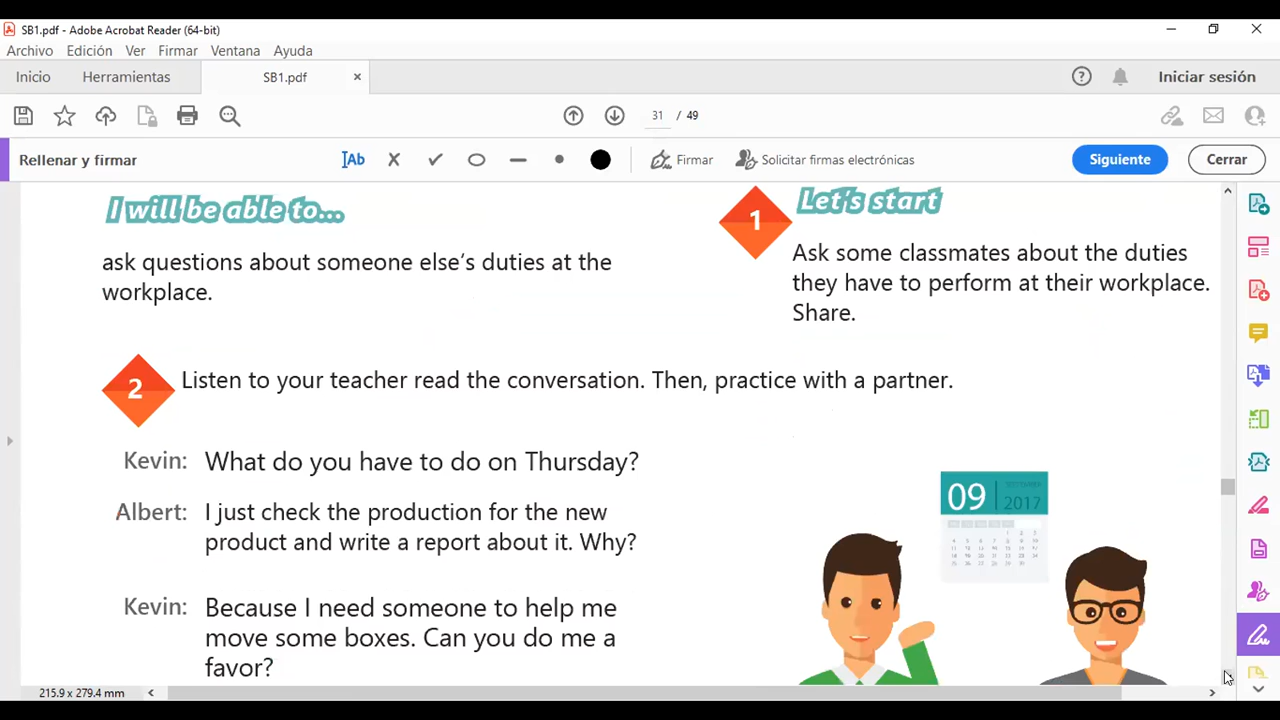 SB1.pdf - Adobe Acrobat Reader (64-bit)
Archivo Edición Ver Firmar Ventana Ayuda
Inicio Herramientas SB1.pdf Iniciar sesión
31 / 49
Rellenar y firmar Ab Firmar Solicitar firmas electrónicas Siguiente Cerrar
I will be able to...
ask questions about someone else's duties at the
workplace.
1 Let's start
Ask some classmates about the duties
they have to perform at their workplace.
Share.
2 Listen to your teacher read the conversation. Then, practice with a partner.
Kevin: What do you have to do on Thursday?
Albert: I just check the production for the new
product and write a report about it. Why?
Kevin: Because I need someone to help me
move some boxes. Can you do me a
favor?
09 SEPTEMBER
2017
215.9 x 279.4 mm